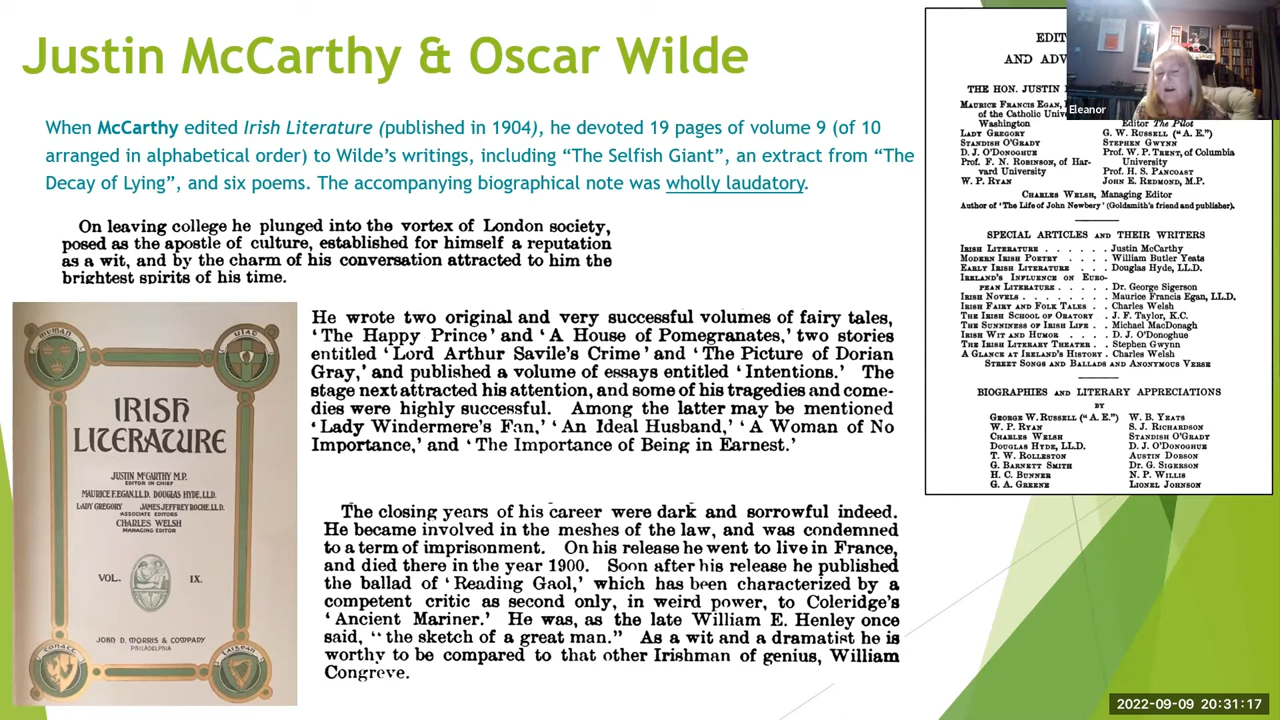 Justin McCarthy & Oscar Wilde
When McCarthy edited Irish Literature (published in 1904), he devoted 19 pages of volume 9 (of 10
arranged in alphabetical order) to Wilde's writings, including "The Selfish Giant", an extract from "The
Decay of Lying", and six poems. The accompanying biographical note was wholly laudatory.
On leaving college he plunged into the vortex of London society,
posed as the apostle of culture, established for himself a reputation
as a wit, and by the charm of his conversation attracted to him the
brightest spirits of his time.
He wrote two original and very successful volumes of fairy tales,
'The Happy Prince' and 'A House of Pomegranates,' two stories
entitled 'Lord Arthur Savile's Crime' and 'The Picture of Dorian
Gray,' and published a volume of essays entitled 'Intentions.' The
stage next attracted his attention, and some of his tragedies and come-
dies were highly successful. Among the latter may be mentioned
'Lady Windermere's Fan,' 'An Ideal Husband,' 'A Woman of No
Importance,' and 'The Importance of Being in Earnest.'
The closing years of his career were dark and sorrowful indeed.
He became involved in the meshes of the law, and was condemned
to a term of imprisonment. On his release he went to live in France,
and died there in the year 1900. Soon after his release he published
the ballad of 'Reading Gaol,' which has been characterized by a
competent critic as second only, in weird power, to Coleridge's
'Ancient Mariner.' He was, as the late William E. Henley once
said, "the sketch of a great man." As a wit and a dramatist he is
worthy to be compared to that other Irishman of genius, William
Congreve.
MUMAN
ULAD
IRISH
LITERATURE
JUSTIN McCARTHY M.P.
EDITOR IN CHIEF
MAURICE F.EGAN,LL.D. DOUGLAS HYDE, LL.D.
LADY GREGORY JAMES JEFFREY ROCHE, LL.D.
ASSOCIATE EDITORS
CHARLES WELSH
MANAGING EDITOR
VOL. IX.
JOHN D. MORRIS & COMPANY
PHILADELPHIA
CONACT
LAIGEAN
EDIT
AND ADV
THE HON. JUSTIN
MAURICE FRANCIS EGAN,
of the Catholic Univ
Washington
LADY GREGORY
STANDISH O'GRADY
D. J. O'DONOGHUE
Prof. F. N. ROBINSON, of Har-
vard University
W. P. RYAN
Editor The Pilot
G. W. RUSSELL ("A. E.")
STEPHEN GWYNN
Prof. W. P. TRENT, of Columbia
University
Prof. H. S. PANCOAST
JOHN E. REDMOND, M.P.
CHARLES WELSH, Managing Editor
Author of 'The Life of John Newbery' (Goldsmith's friend and publisher).
SPECIAL ARTICLES AND THEIR WRITERS
IRISH LITERATURE . . . . . . Justin McCarthy
MODERN IRISH POETRY . . . . William Butler Yeats
EARLY IRISH LITERATURE . . . Douglas Hyde, LL.D.
IRELAND'S INFLUENCE ON EURO-
PEAN LITERATURE . . . . . Dr. George Sigerson
IRISH NOVELS . . . . . . . Maurice Francis Egan, LL.D.
IRISH FAIRY AND FOLK TALES . Charles Welsh
THE IRISH SCHOOL OF ORATORY . J. F. Taylor, K.C.
THE SUNNINESS OF IRISH LIFE . Michael MacDonagh
IRISH WIT AND HUMOR . . D. J. O'Donoghue
THE IRISH LITERARY THEATER . Stephen Gwynn
A GLANCE AT IRELAND'S HISTORY . Charles Welsh
STREET SONGS AND BALLADS AND ANONYMOUS VERSE
BIOGRAPHIES AND LITERARY APPRECIATIONS
BY
GEORGE W. RUSSELL ("A. E.")
W. P. RYAN
CHARLES WELSH
DOUGLAS HYDE, LL.D.
T. W. ROLLESTON
G. BARNETT SMITH
H. C. BUNNER
G. A. GREENE
W. B. YEATS
S. J. RICHARDSON
STANDISH O'GRADY
D. J. O'DONOGHUE
AUSTIN DOBSON
Dr. G. SIGERSON
N. P. WILLIS
LIONEL JOHNSON
Eleanor
2022-09-09 20:31:17